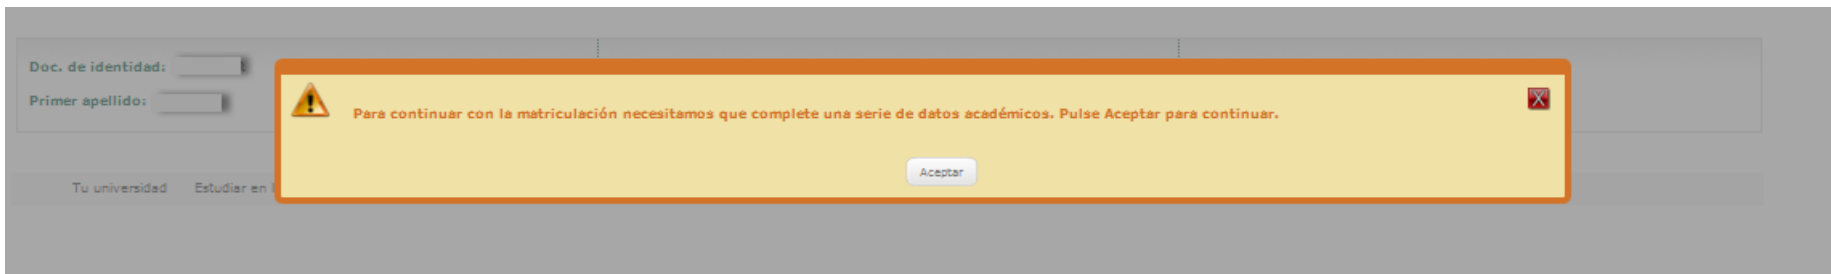 Doc. de identidad:
Primer apellido:
Para continuar con la matriculación necesitamos que complete una serie de datos académicos. Pulse Aceptar para continuar.
X
Aceptar
Tu universidad Estudiar en